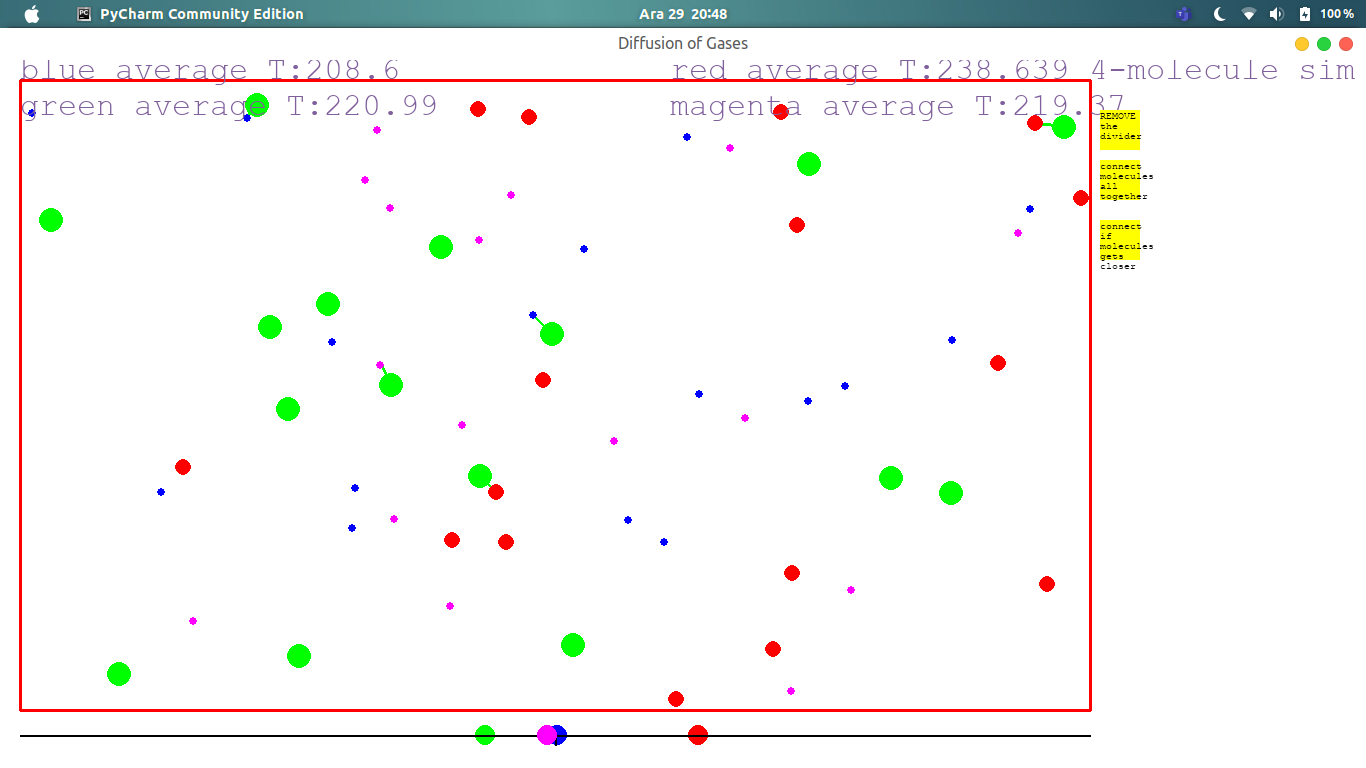 PyCharm Community Edition
Ara 29 20:48
100 %
Diffusion of Gases
blue average T:208.6
red average T:238.639 4-molecule sim
green average T:220.99
magenta average T:219.37
REMOVE
the
divider
connect
molecules
all
together
connect
if
molecules
gets
closer